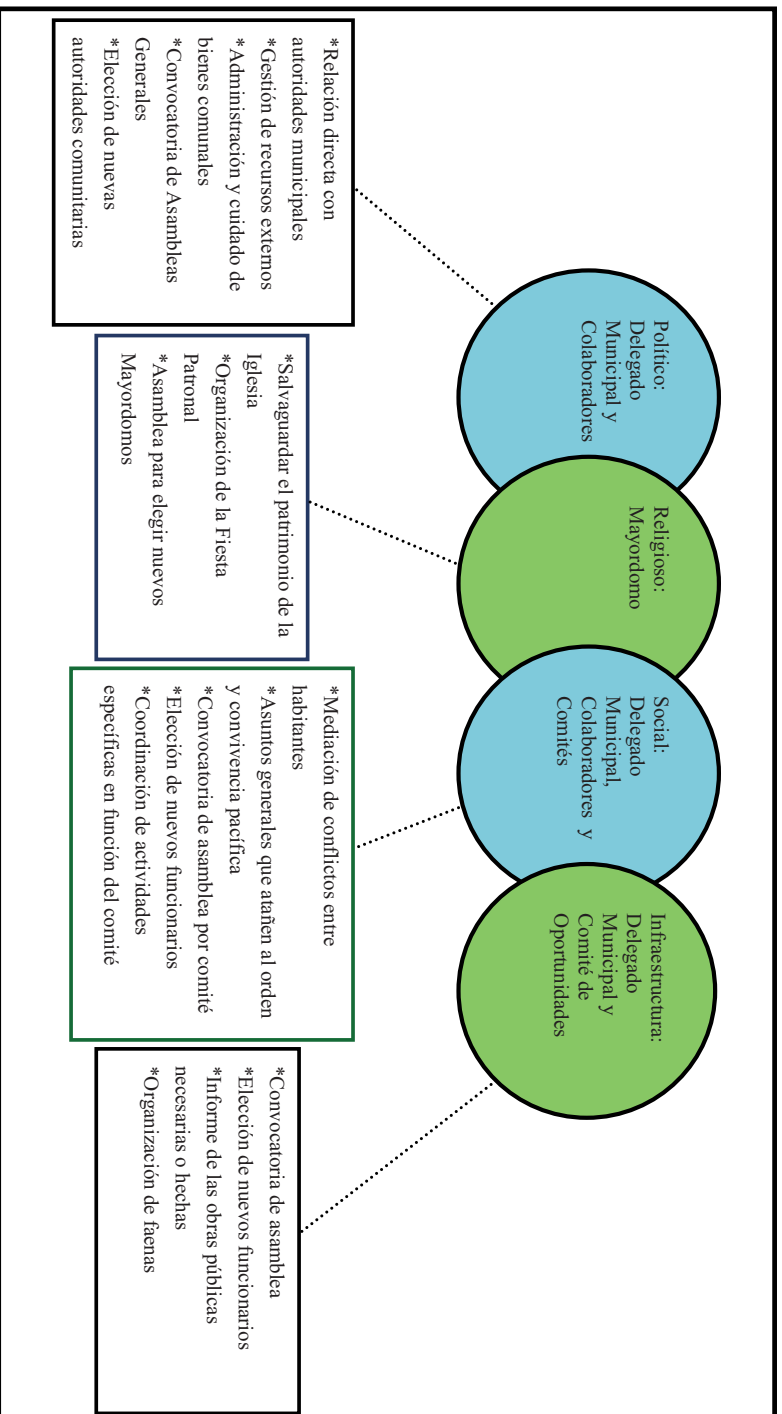 Político:
Delegado
Municipal y
Colaboradores
Religioso:
Mayordomo
Social:
Delegado
Municipal,
Colaboradores y
Comités
Infraestructura:
Delegado
Municipal y
Comité de
Oportunidades
*Relación directa con
autoridades municipales
*Gestión de recursos externos
*Administración y cuidado de
bienes comunales
*Convocatoria de Asambleas
Generales
*Elección de nuevas
autoridades comunitarias
*Salvaguardar el patrimonio de la
Iglesia
*Organización de la Fiesta
Patronal
*Asamblea para elegir nuevos
Mayordomos
*Mediación de conflictos entre
habitantes
*Asuntos generales que atañen al orden
y convivencia pacífica
*Convocatoria de asamblea por comité
*Elección de nuevos funcionarios
*Coordinación de actividades
específicas en función del comité
*Convocatoria de asamblea
*Elección de nuevos funcionarios
*Informe de las obras públicas
necesarias o hechas
*Organización de faenas